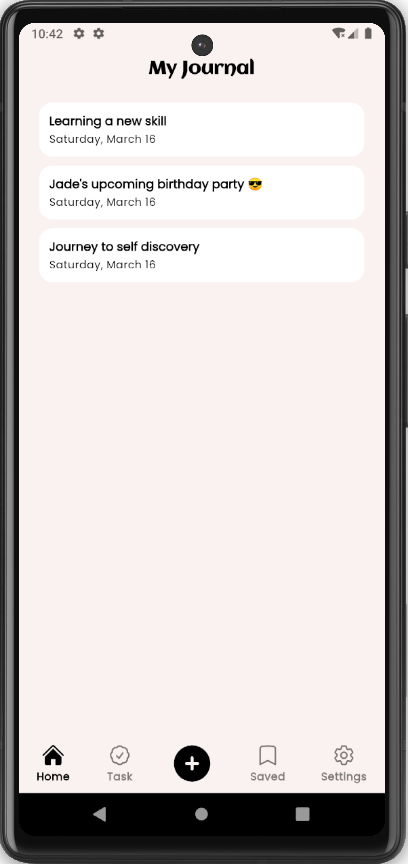 10:42
My Journal
Learning a new skill
Saturday, March 16
Jade's upcoming birthday party 😎
Saturday, March 16
Journey to self discovery
Saturday, March 16
Home Task Saved Settings